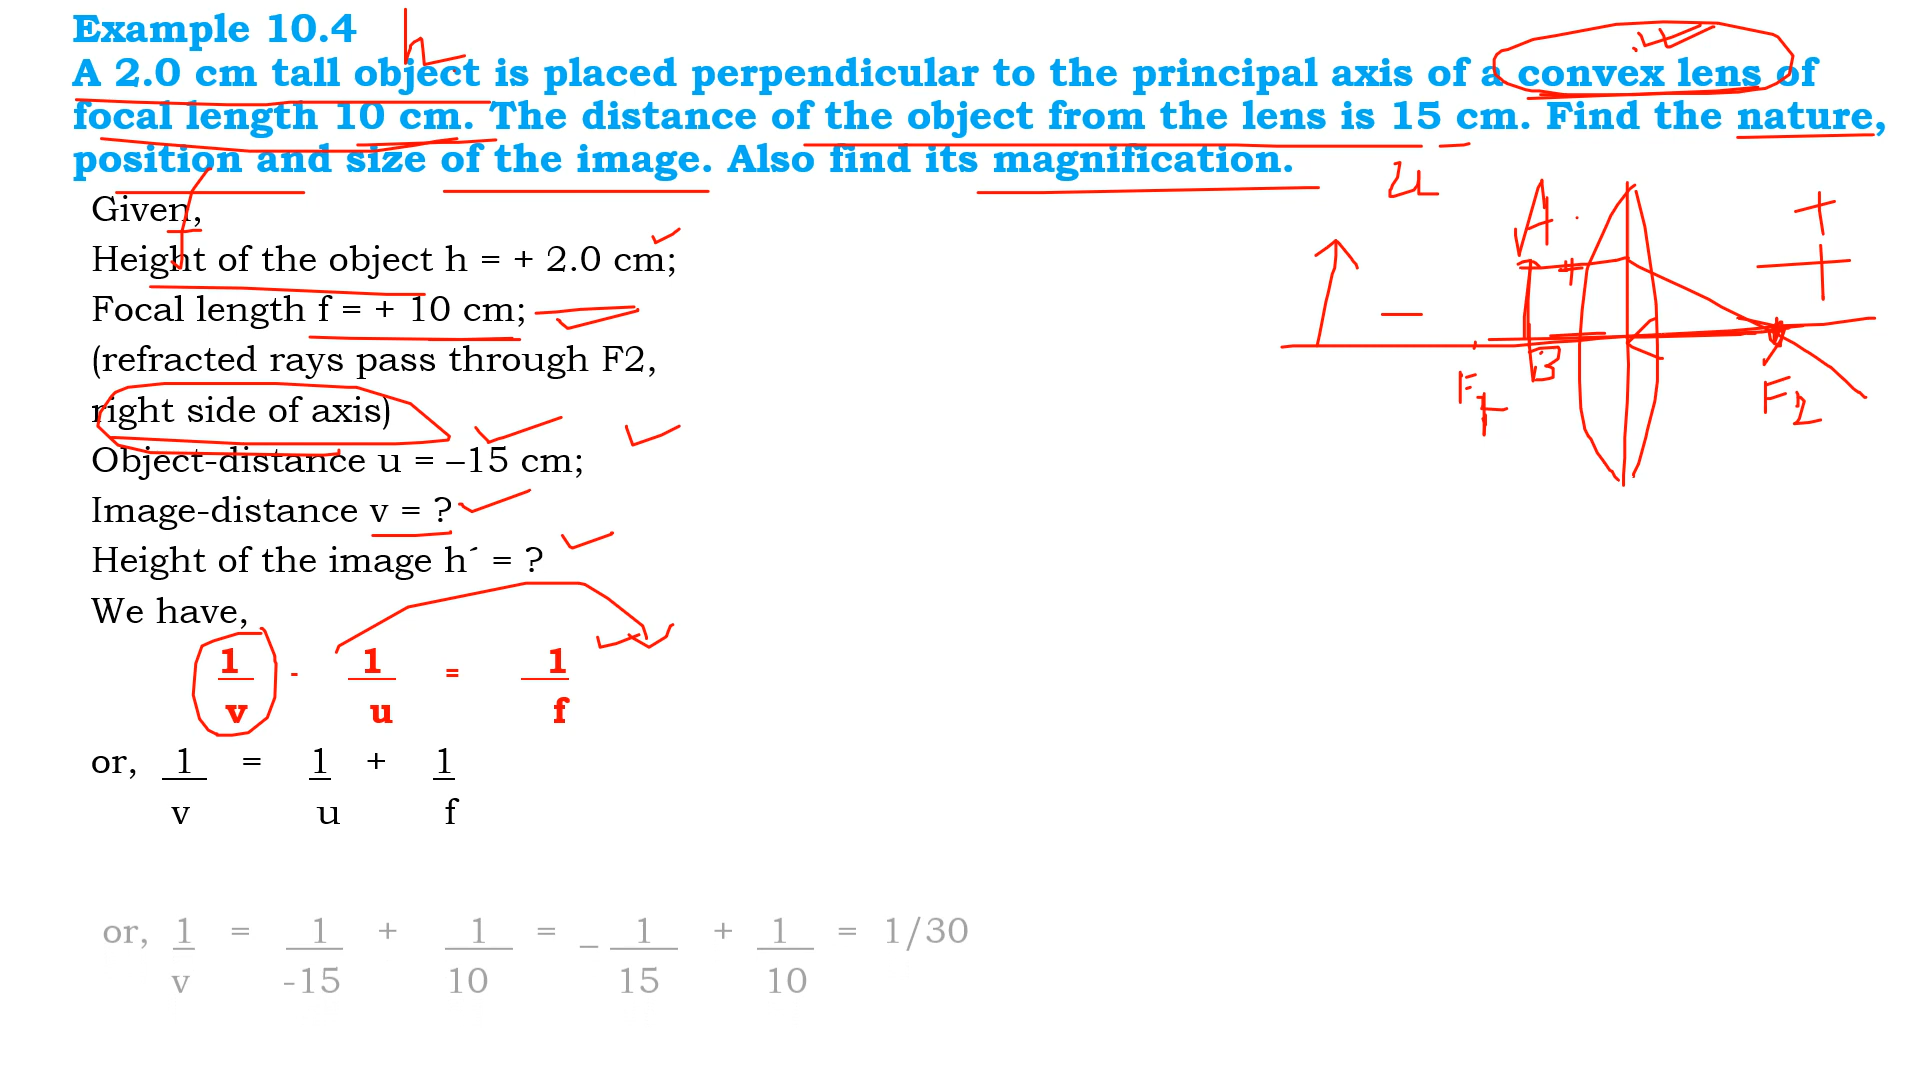 Example 10.4
A 2.0 cm tall object is placed perpendicular to the principal axis of a convex lens of
focal length 10 cm. The distance of the object from the lens is 15 cm. Find the nature,
position and size of the image. Also find its magnification.
Given,
Height of the object h = + 2.0 cm;
Focal length f = + 10 cm;
(refracted rays pass through F2,
right side of axis)
Object-distance u = –15 cm;
Image-distance v = ?
Height of the image h´ = ?
We have,
1 - 1 = 1
v u f
or, 1 = 1 + 1
v u f
or, 1 = 1 + 1 = _ 1 + 1 = 1/30
v -15 10 15 10
h
f
u
A
+
–
B
F1
F2